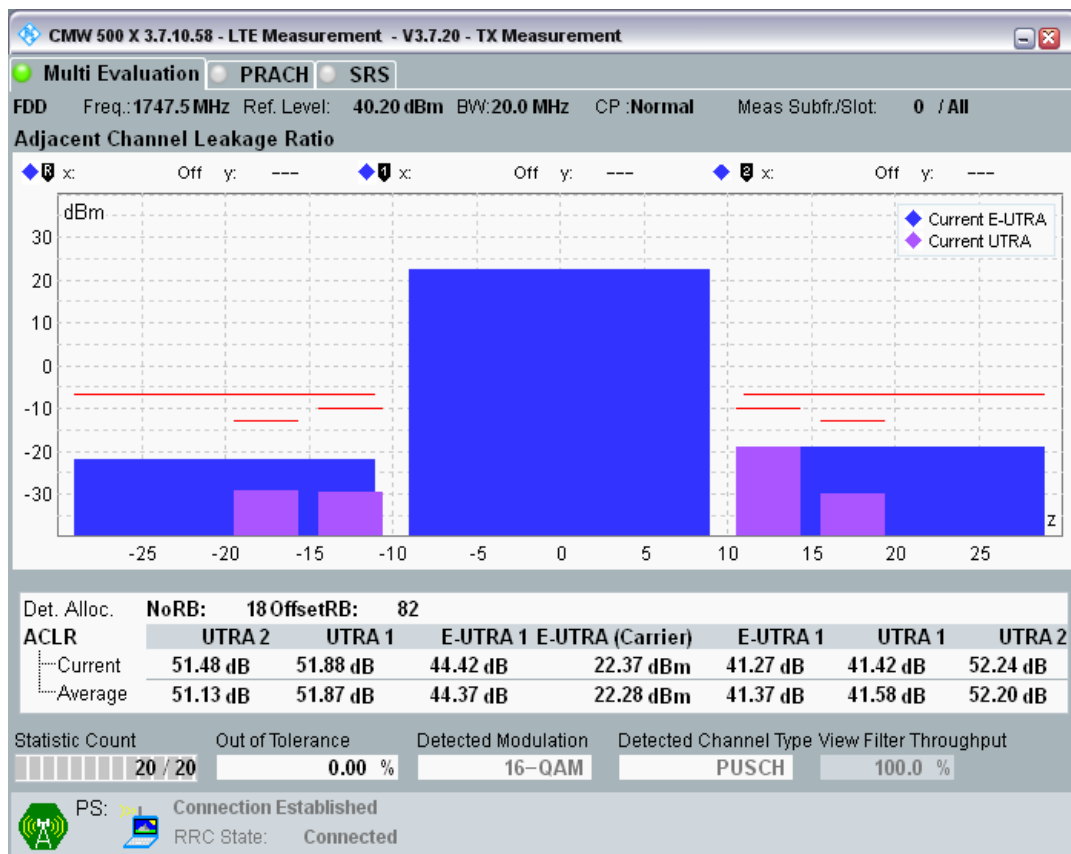 CMW 500 X 3.7.10.58 - LTE Measurement - V3.7.20 - TX Measurement
Multi Evaluation PRACH SRS
FDD Freq.:1747.5 MHz Ref. Level: 40.20 dBm BW:20.0 MHz CP :Normal Meas Subfr./Slot: 0 / All
Adjacent Channel Leakage Ratio
R x: Off y: --- 1 x: Off y: --- 2 x: Off y: ---
dBm
Current E-UTRA
Current UTRA
30
20
10
0
-10
-20
-30
z
-25 -20 -15 -10 -5 0 5 10 15 20 25
Det. Alloc. NoRB: 18 OffsetRB: 82
ACLR UTRA 2 UTRA 1 E-UTRA 1 E-UTRA (Carrier) E-UTRA 1 UTRA 1 UTRA 2
Current 51.48 dB 51.88 dB 44.42 dB 22.37 dBm 41.27 dB 41.42 dB 52.24 dB
Average 51.13 dB 51.87 dB 44.37 dB 22.28 dBm 41.37 dB 41.58 dB 52.20 dB
Statistic Count Out of Tolerance Detected Modulation Detected Channel Type View Filter Throughput
20 / 20 0.00 % 16-QAM PUSCH 100.0 %
PS: Connection Established
RRC State: Connected